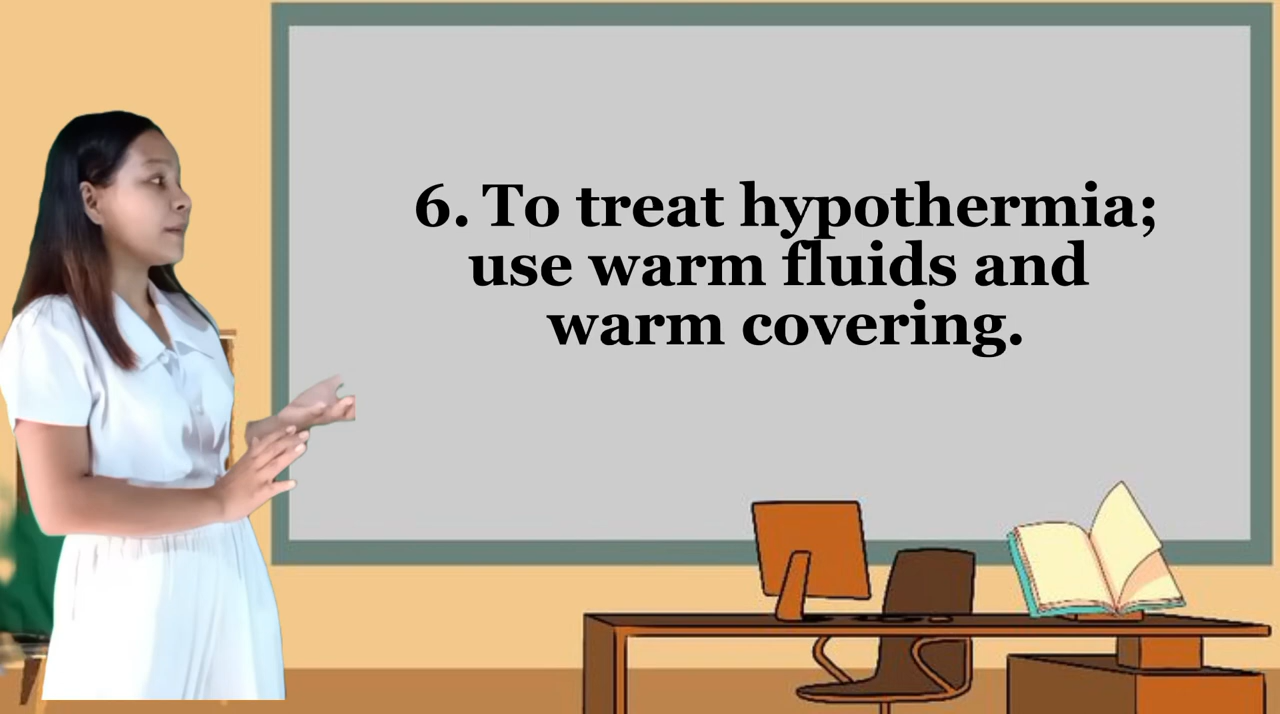 6. To treat hypothermia;
use warm fluids and
warm covering.